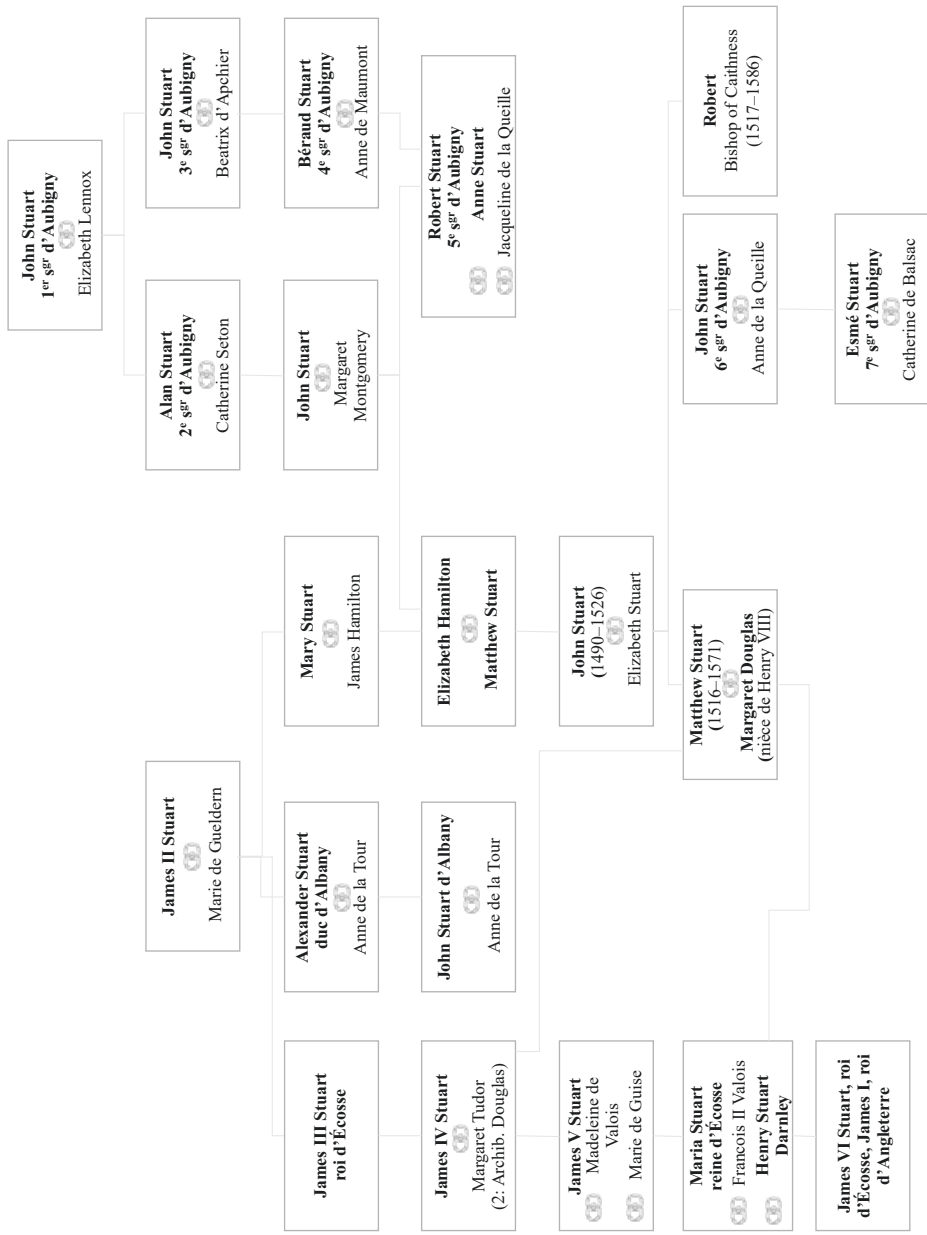 John Stuart
1er sgr d'Aubigny
Elizabeth Lennox
Alan Stuart
2e sgr d'Aubigny
Catherine Seton
John Stuart
3e sgr d'Aubigny
Beatrix d'Apchier
James II Stuart
Marie de Gueldern
James III Stuart
roi d'Écosse
Alexander Stuart
duc d'Albany
Anne de la Tour
Mary Stuart
James Hamilton
John Stuart
Margaret
Montgomery
Béraud Stuart
4e sgr d'Aubigny
Anne de Maumont
James IV Stuart
Margaret Tudor
(2: Archib. Douglas)
John Stuart d'Albany
Anne de la Tour
Elizabeth Hamilton
Matthew Stuart
Robert Stuart
5e sgr d'Aubigny
Anne Stuart
Jacqueline de la Queille
James V Stuart
Madeleine de
Valois
Marie de Guise
John Stuart
(1490–1526)
Elizabeth Stuart
Maria Stuart
reine d'Écosse
Francois II Valois
Henry Stuart
Darnley
Matthew Stuart
(1516–1571)
Margaret Douglas
(nièce de Henry VIII)
John Stuart
6e sgr d'Aubigny
Anne de la Queille
Robert
Bishop of Caithness
(1517–1586)
James VI Stuart, roi
d'Écosse, James I, roi
d'Angleterre
Esmé Stuart
7e sgr d'Aubigny
Catherine de Balsac